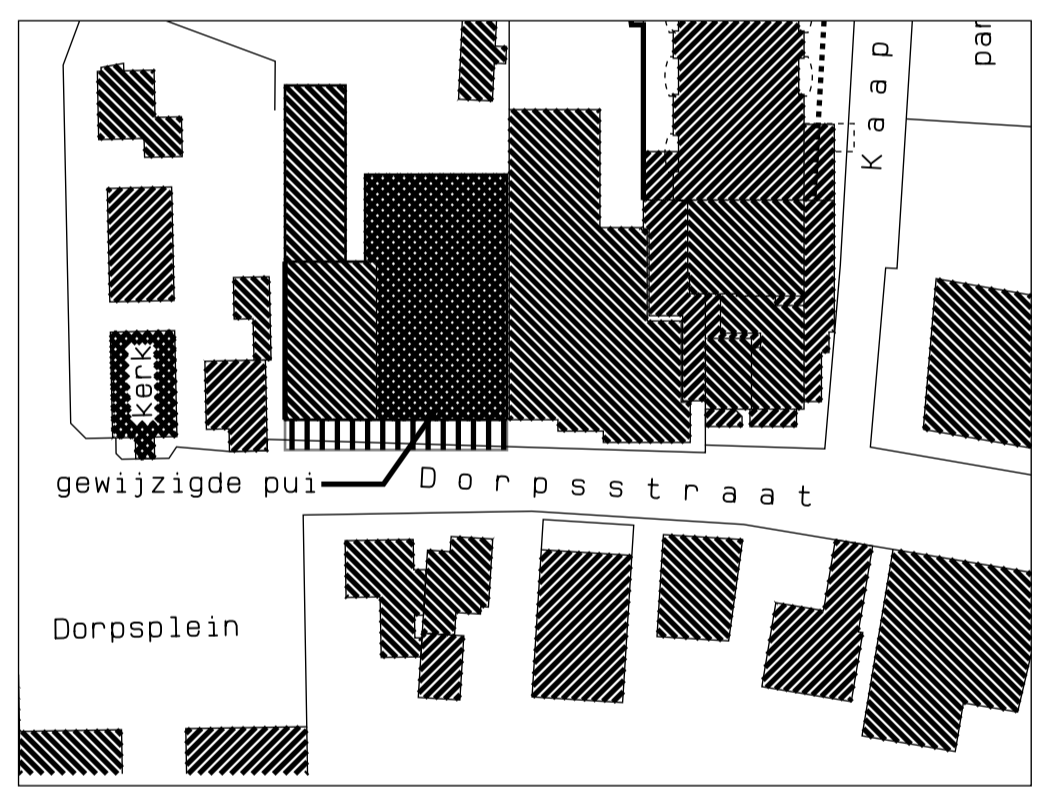 par
K a a p
kerk
gewijzigde pui
D o r p s s t r a a t
Dorpsplein